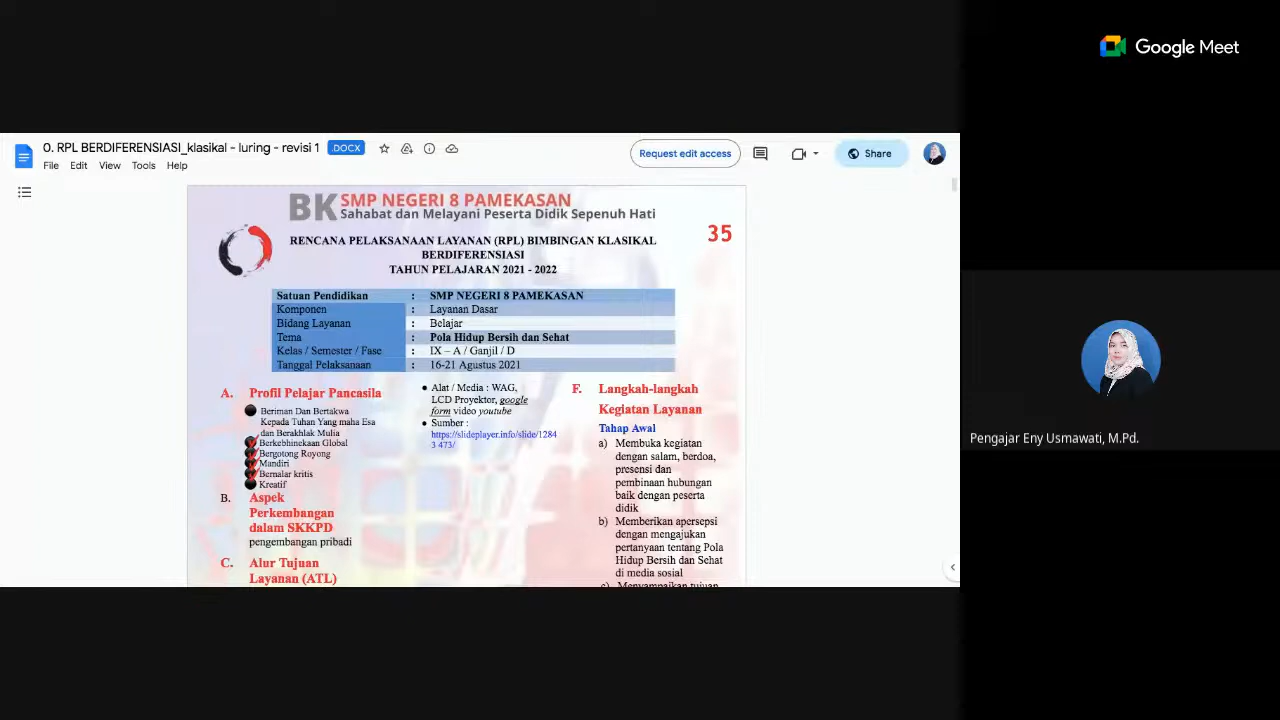 Google Meet
0. RPL BERDIFERENSIASI_klasikal - luring - revisi 1 .DOCX
File Edit View Tools Help
Request edit access
Share
BK SMP NEGERI 8 PAMEKASAN
Sahabat dan Melayani Peserta Didik Sepenuh Hati
35
RENCANA PELAKSANAAN LAYANAN (RPL) BIMBINGAN KLASIKAL
BERDIFERENSIASI
TAHUN PELAJARAN 2021 - 2022
Satuan Pendidikan : SMP NEGERI 8 PAMEKASAN
Komponen : Layanan Dasar
Bidang Layanan : Belajar
Tema : Pola Hidup Bersih dan Sehat
Kelas / Semester / Fase : IX – A / Ganjil / D
Tanggal Pelaksanaan : 16-21 Agustus 2021
A. Profil Pelajar Pancasila
Beriman Dan Bertakwa
Kepada Tuhan Yang maha Esa
dan Berakhlak Mulia
Berkebhinekaan Global
Bergotong Royong
Mandiri
Bernalar kritis
Kreatif
B. Aspek
Perkembangan
dalam SKKPD
pengembangan pribadi
C. Alur Tujuan
Layanan (ATL)
• Alat / Media : WAG,
LCD Proyektor, google
form video youtube
• Sumber :
https://slideplayer.info/slide/1284
3 473/
F. Langkah-langkah
Kegiatan Layanan
Tahap Awal
a) Membuka kegiatan
dengan salam, berdoa,
presensi dan
pembinaan hubungan
baik dengan peserta
didik
b) Memberikan apersepsi
dengan mengajukan
pertanyaan tentang Pola
Hidup Bersih dan Sehat
di media sosial
c) Menyampaikan tujuan
Pengajar Eny Usmawati, M.Pd.